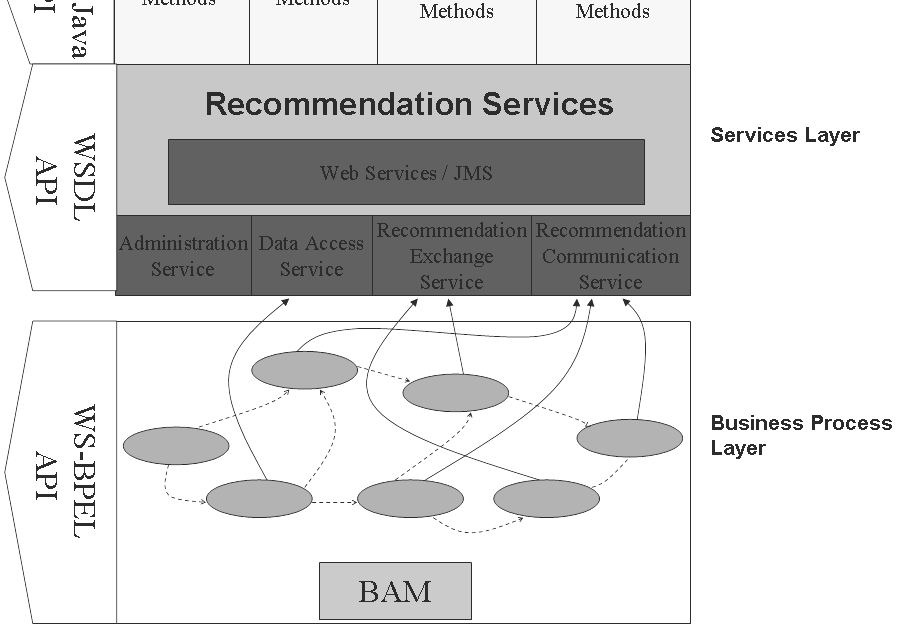 Java
PI
Methods
Methods
Methods
Methods
WSDL
API
Recommendation Services
Web Services / JMS
Administration
Service
Data Access
Service
Recommendation
Exchange
Service
Recommendation
Communication
Service
Services Layer
WS-BPEL
API
BAM
Business Process
Layer